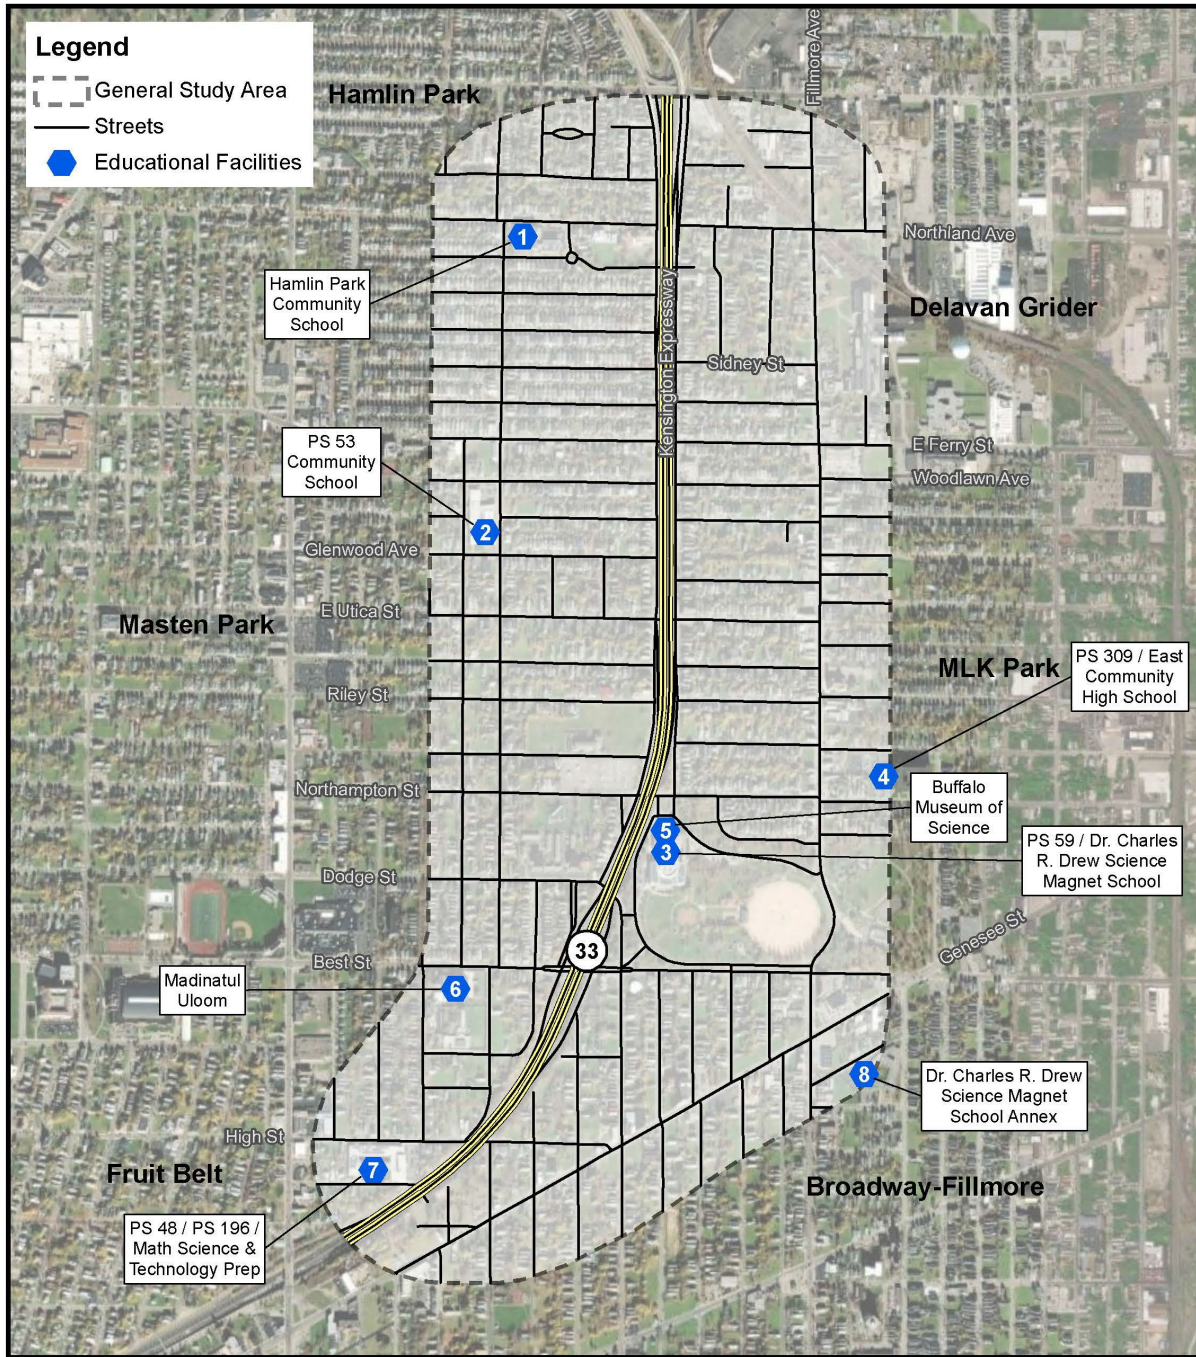 Legend
General Study Area
Streets
Educational Facilities
Hamlin Park
Fillmore Ave
1
Northland Ave
Hamlin Park
Community
School
Kensington Expressway
Delavan Grider
Sidney St
PS 53
Community
School
E Ferry St
Woodlawn Ave
2
Glenwood Ave
E Utica St
Masten Park
MLK Park
PS 309 / East
Community
High School
Riley St
4
Northampton St
Buffalo
Museum of
Science
5
3
PS 59 / Dr. Charles
R. Drew Science
Magnet School
Dodge St
Genesee St
33
Best St
Madinatul
Uloom
6
8
Dr. Charles R. Drew
Science Magnet
School Annex
High St
7
Fruit Belt
Broadway-Fillmore
PS 48 / PS 196 /
Math Science &
Technology Prep